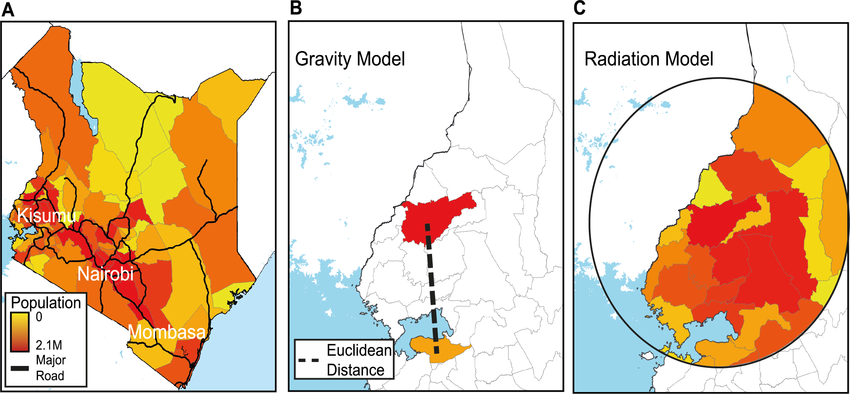 A
Kisumu
Nairobi
Mombasa
Population
0
2.1M
Major
Road
B
Gravity Model
Euclidean
Distance
C
Radiation Model